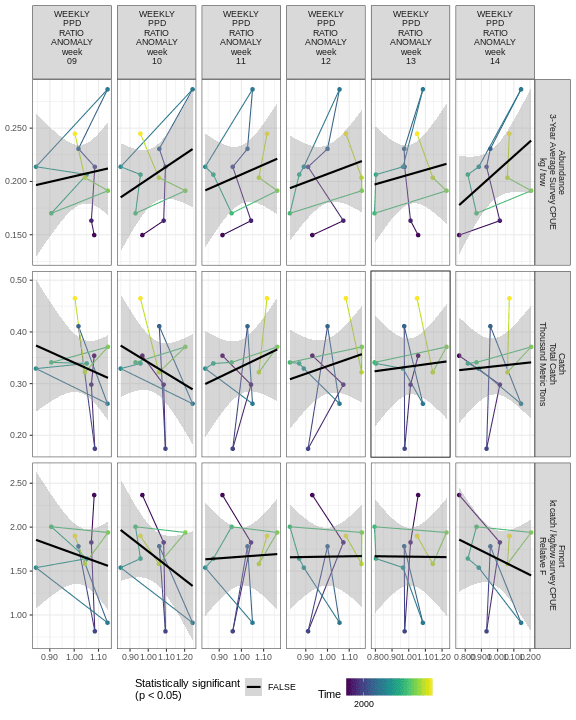 WEEKLY
PPD
RATIO
ANOMALY
week
09
WEEKLY
PPD
RATIO
ANOMALY
week
10
WEEKLY
PPD
RATIO
ANOMALY
week
11
WEEKLY
PPD
RATIO
ANOMALY
week
12
WEEKLY
PPD
RATIO
ANOMALY
week
13
WEEKLY
PPD
RATIO
ANOMALY
week
14
0.250
0.200
0.150
Abundance
3-Year Average Survey CPUE
kg / tow
0.50
0.40
0.30
0.20
Catch
Total Catch
Thousand Metric Tons
2.50
2.00
1.50
1.00
Fmort
kt catch / kg/tow survey CPUE
Relative F
0.90 1.00 1.10
0.90 1.00 1.10 1.20
0.90 1.00 1.10
0.90 1.00 1.10
0.80 0.90 1.00 1.10 1.20
0.80 0.90 1.00 1.10 1.20
Statistically significant
(p < 0.05)
FALSE
Time
2000